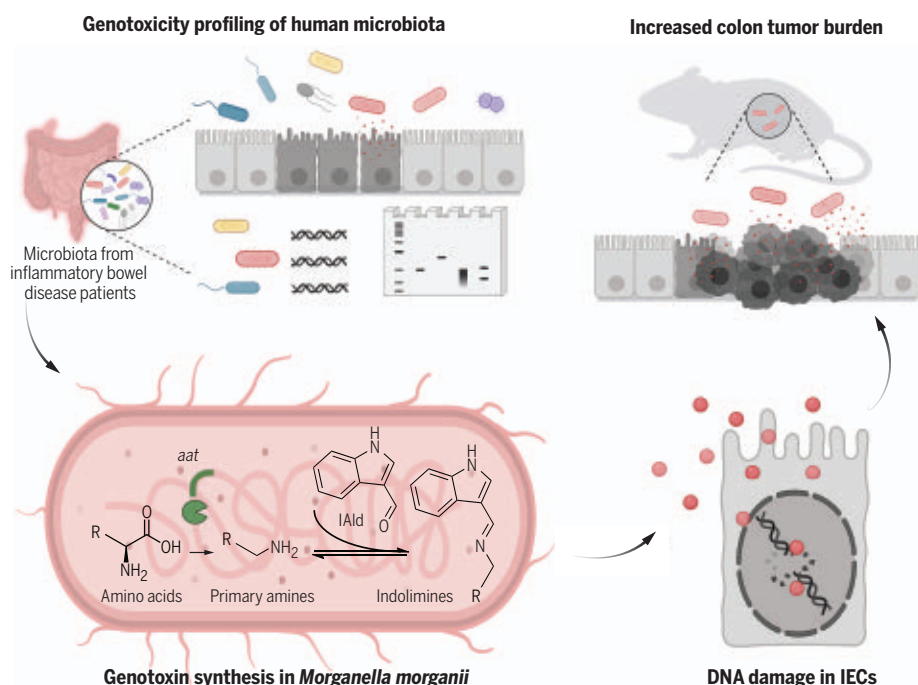 Genotoxicity profiling of human microbiota
Increased colon tumor burden
Microbiota from
inflammatory bowel
disease patients
aat
R
O
OH
NH₂
Amino acids
R
NH₂
Primary amines
H
N
O
IAld
H
N
N
R
Indolimines
Genotoxin synthesis in Morganella morganii
DNA damage in IECs